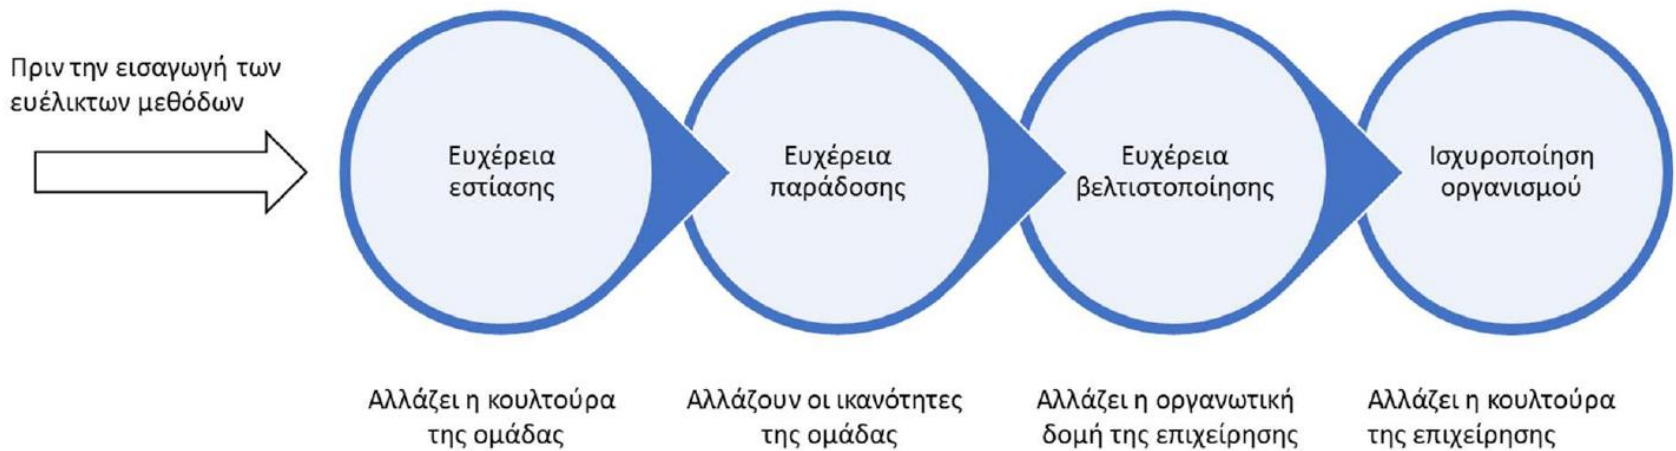 Πριν την εισαγωγή των
ευέλικτων μεθόδων
Ευχέρεια
εστίασης
Ευχέρεια
παράδοσης
Ευχέρεια
βελτιστοποίησης
Ισχυροποίηση
οργανισμού
Αλλάζει η κουλτούρα
της ομάδας
Αλλάζουν οι ικανότητες
της ομάδας
Αλλάζει η οργανωτική
δομή της επιχείρησης
Αλλάζει η κουλτούρα
της επιχείρησης